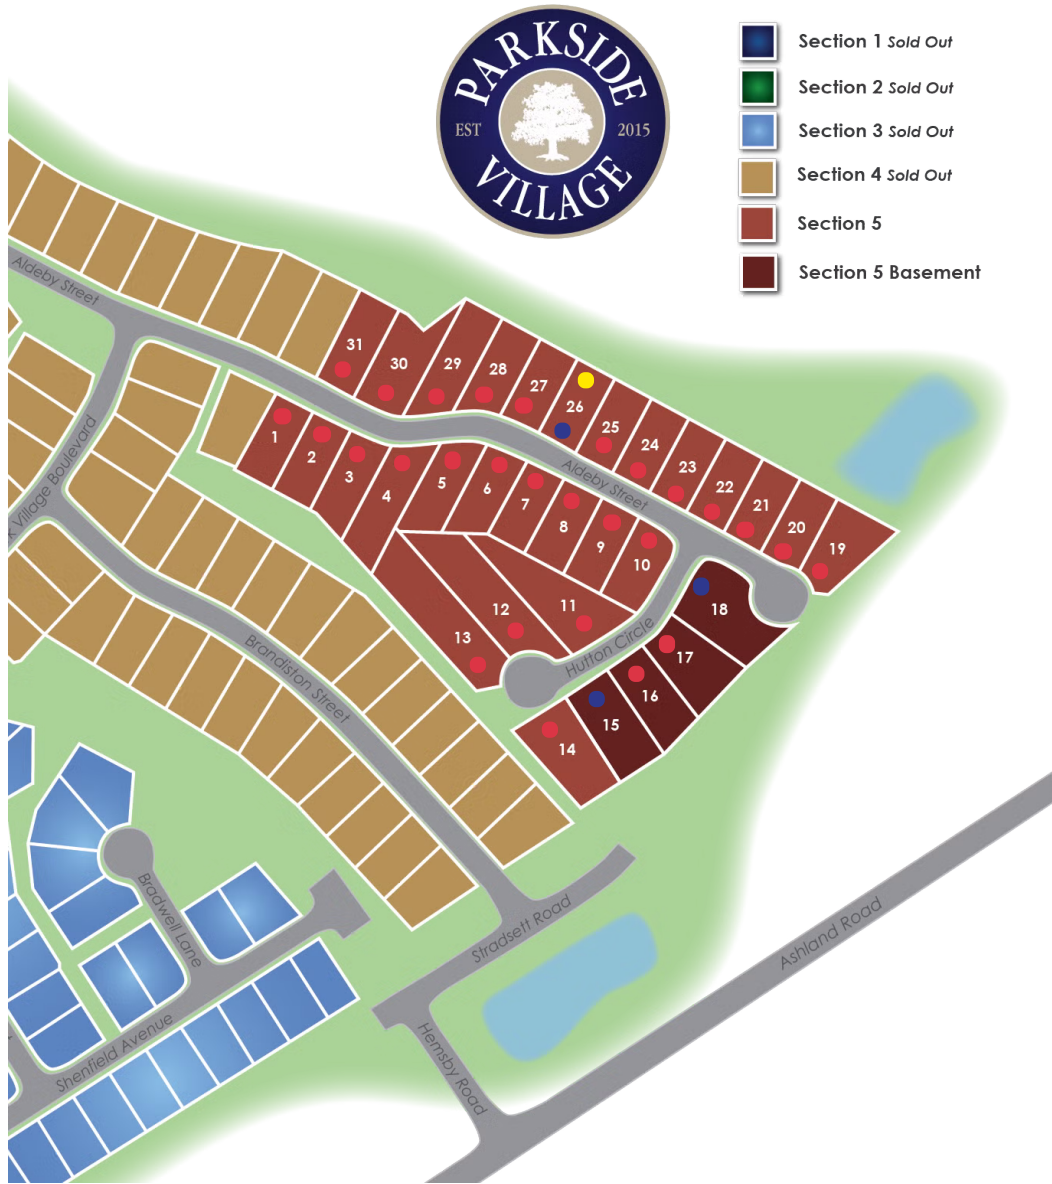 PARKSIDE
EST
2015
VILLAGE
Section 1 Sold Out
Section 2 Sold Out
Section 3 Sold Out
Section 4 Sold Out
Section 5
Section 5 Basement
Aldeby Street
31
30
29
28
27
26
25
24
23
22
21
20
19
1
2
3
4
5
6
7
8
9
10
Aldeby Street
Village Boulevard
11
12
13
18
17
16
15
14
Hutton Circle
Brandiston Street
Bradwell Lane
Stradsett Road
Ashland Road
Shenfield Avenue
Hemsby Road